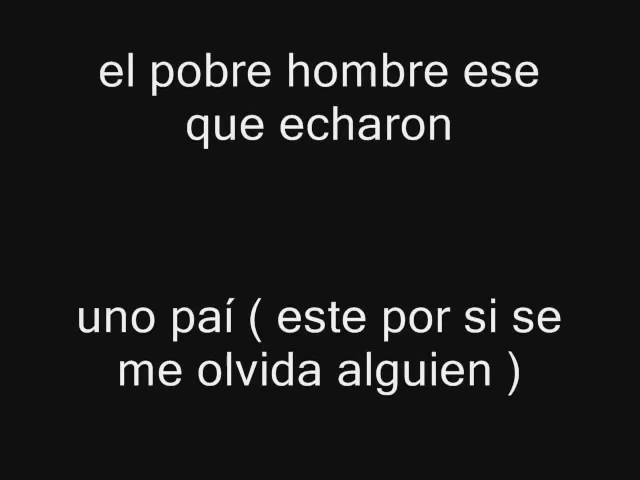 el pobre hombre ese
que echaron
uno paí ( este por si se
me olvida alguien )